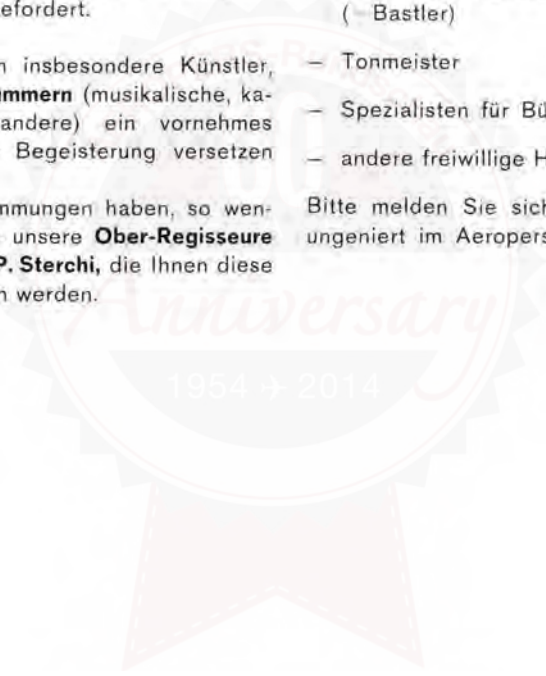 efordert.
n insbesondere Künstler,
ummern (musikalische, ka-
andere) ein vornehmes
Begeisterung versetzen
nmungen haben, so wen-
unsere Ober-Regisseure
P. Sterchi, die Ihnen diese
n werden.
(- Bastler)
– Tonmeister
– Spezialisten für Bü
– andere freiwillige H
Bitte melden Sie sich
ungeniert im Aeropers
Anniversary
1954 → 2014